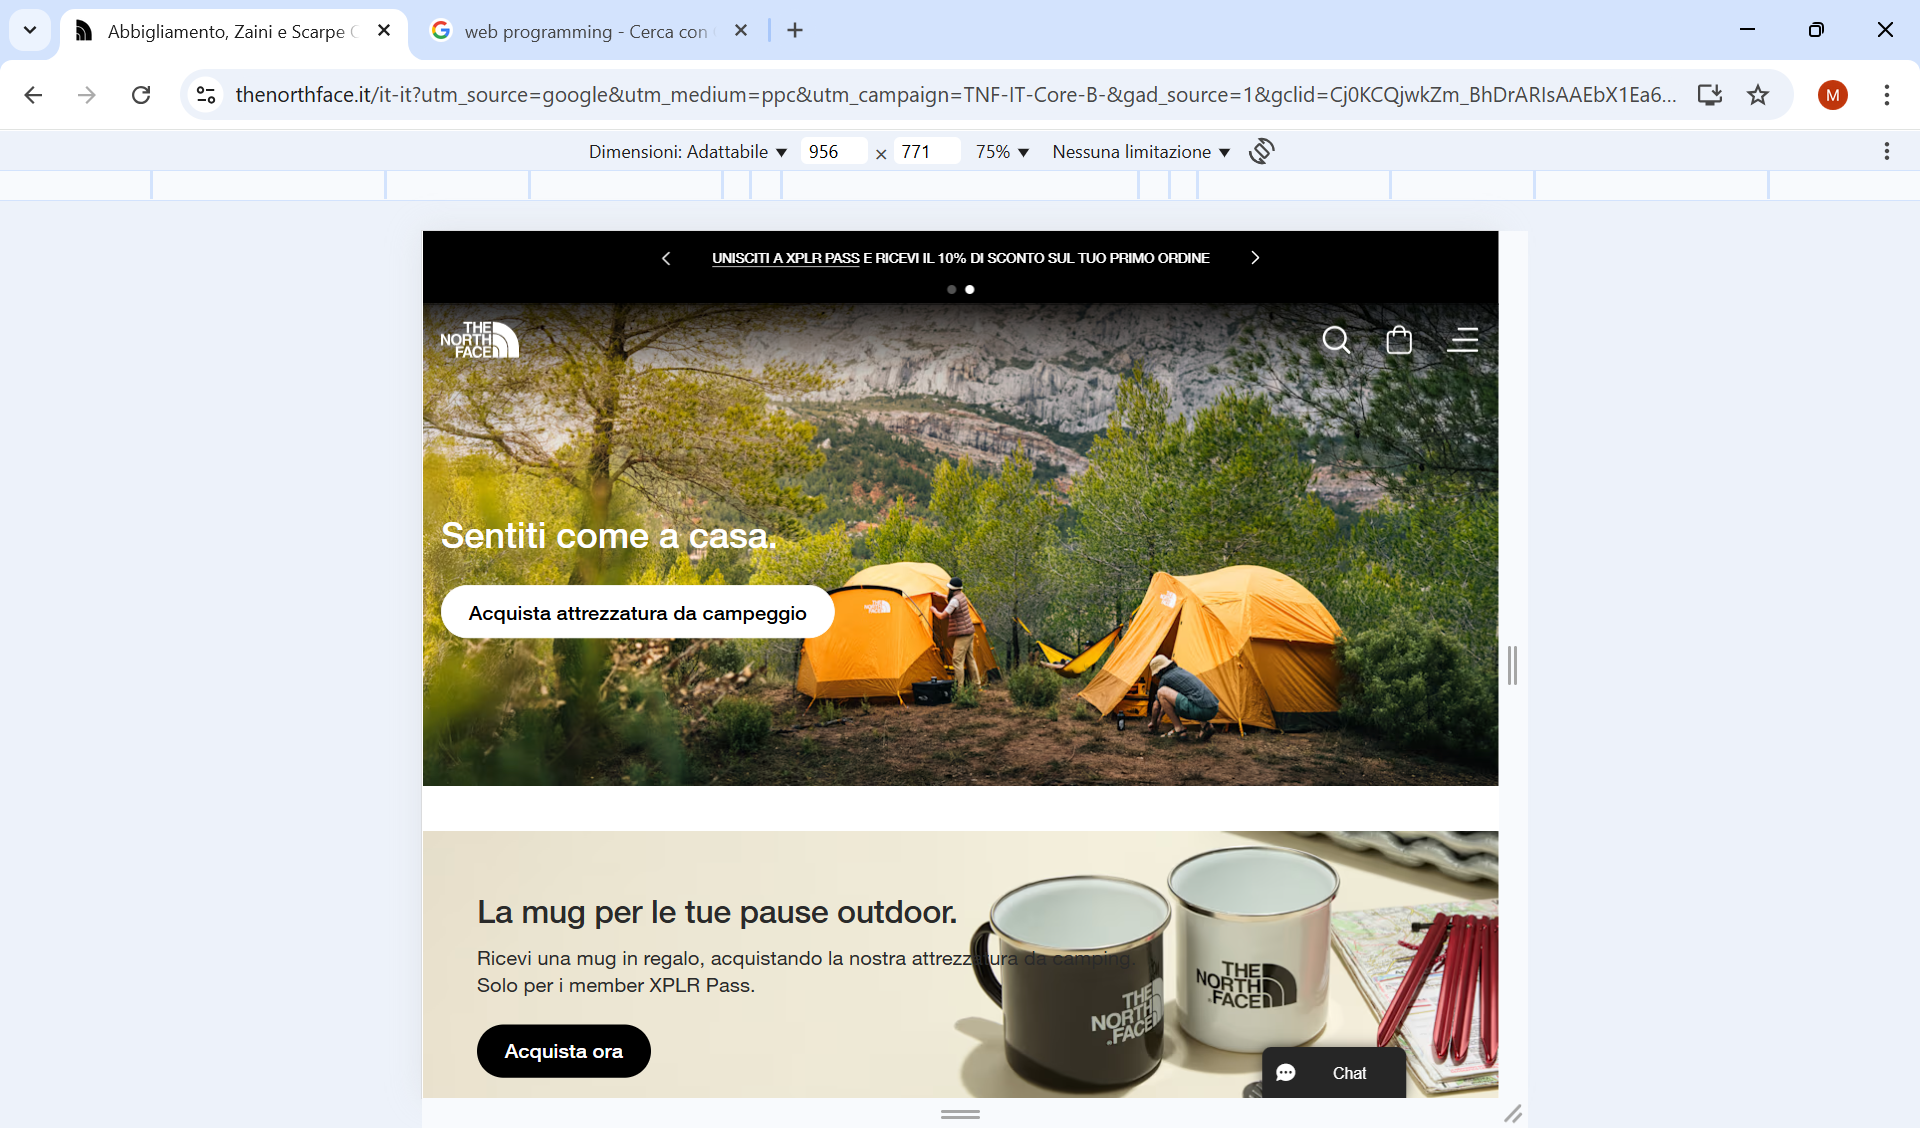 Abbigliamento, Zaini e Scarpe
web programming - Cerca con
thenorthface.it/it-it?utm_source=google&utm_medium=ppc&utm_campaign=TNF-IT-Core-B-&gad_source=1&gclid=Cj0KCQjwkZm_BhDrARIsAAEbX1Ea6...
M
Dimensioni: Adattabile
956 × 771
75%
Nessuna limitazione
UNISCITI A XPLR PASS E RICEVI IL 10% DI SCONTO SUL TUO PRIMO ORDINE
THE
NORTH
FACE
Sentiti come a casa.
Acquista attrezzatura da campeggio
La mug per le tue pause outdoor.
Ricevi una mug in regalo, acquistando la nostra attrezzatura da camping.
Solo per i member XPLR Pass.
Acquista ora
THE
NORTH
FACE
THE
NORTH
FACE
Chat